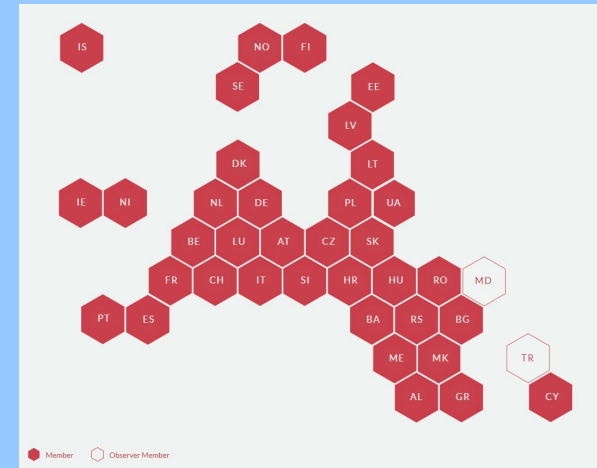 IS
NO FI
SE
EE
LV
DK
LT
IE NI
NL DE
PL UA
BE LU AT CZ SK
FR CH IT SI HR HU RO MD
PT ES
BA RS BG
ME MK
TR
AL GR
CY
Member Observer Member